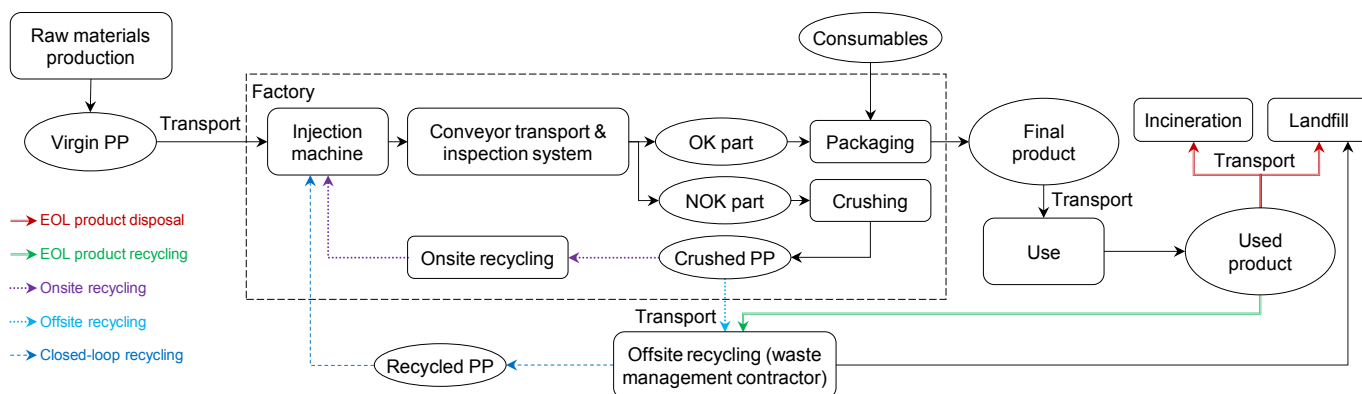 Raw materials
production
Consumables
Factory
Virgin PP
Transport
Injection
machine
Conveyor transport &
inspection system
OK part
Packaging
Final
product
Incineration
Landfill
Transport
NOK part
Crushing
Transport
EOL product disposal
EOL product recycling
Onsite recycling
Offsite recycling
Closed-loop recycling
Onsite recycling
Crushed PP
Use
Used
product
Transport
Recycled PP
Offsite recycling (waste
management contractor)